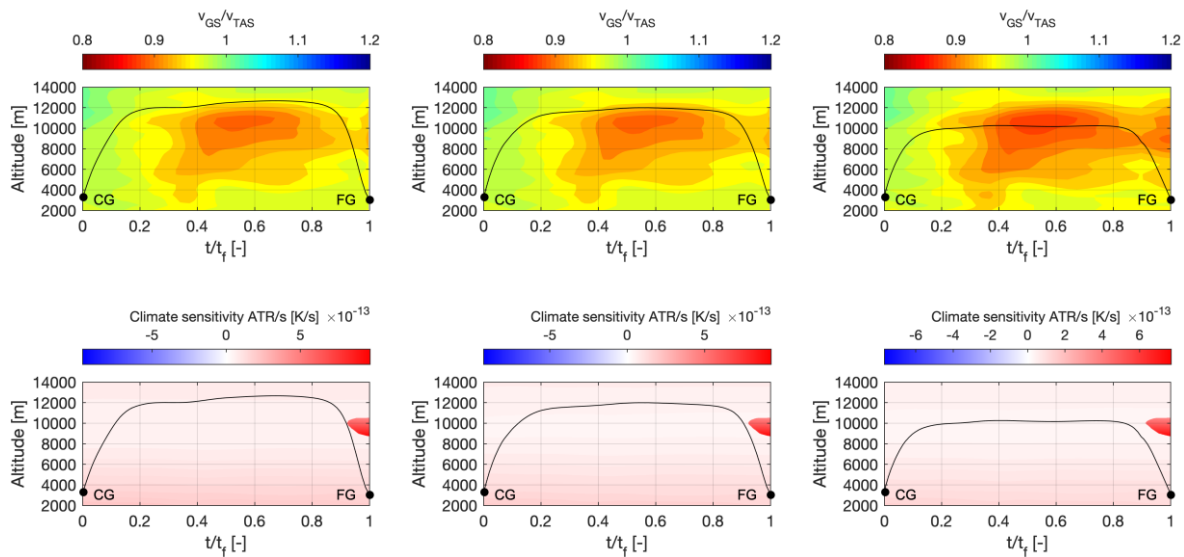 v_GS/v_TAS
0.8 0.9 1 1.1 1.2
14000
12000
10000
8000
6000
4000
2000
Altitude [m]
CG FG
0 0.2 0.4 0.6 0.8 1
t/t_f [-]
v_GS/v_TAS
0.8 0.9 1 1.1 1.2
14000
12000
10000
8000
6000
4000
2000
Altitude [m]
CG FG
0 0.2 0.4 0.6 0.8 1
t/t_f [-]
v_GS/v_TAS
0.8 0.9 1 1.1 1.2
14000
12000
10000
8000
6000
4000
2000
Altitude [m]
CG FG
0 0.2 0.4 0.6 0.8 1
t/t_f [-]
Climate sensitivity ATR/s [K/s] ×10^-13
-5 0 5
14000
12000
10000
8000
6000
4000
2000
Altitude [m]
CG FG
0 0.2 0.4 0.6 0.8 1
t/t_f [-]
Climate sensitivity ATR/s [K/s] ×10^-13
-5 0 5
14000
12000
10000
8000
6000
4000
2000
Altitude [m]
CG FG
0 0.2 0.4 0.6 0.8 1
t/t_f [-]
Climate sensitivity ATR/s [K/s] ×10^-13
-6 -4 -2 0 2 4 6
14000
12000
10000
8000
6000
4000
2000
Altitude [m]
CG FG
0 0.2 0.4 0.6 0.8 1
t/t_f [-]